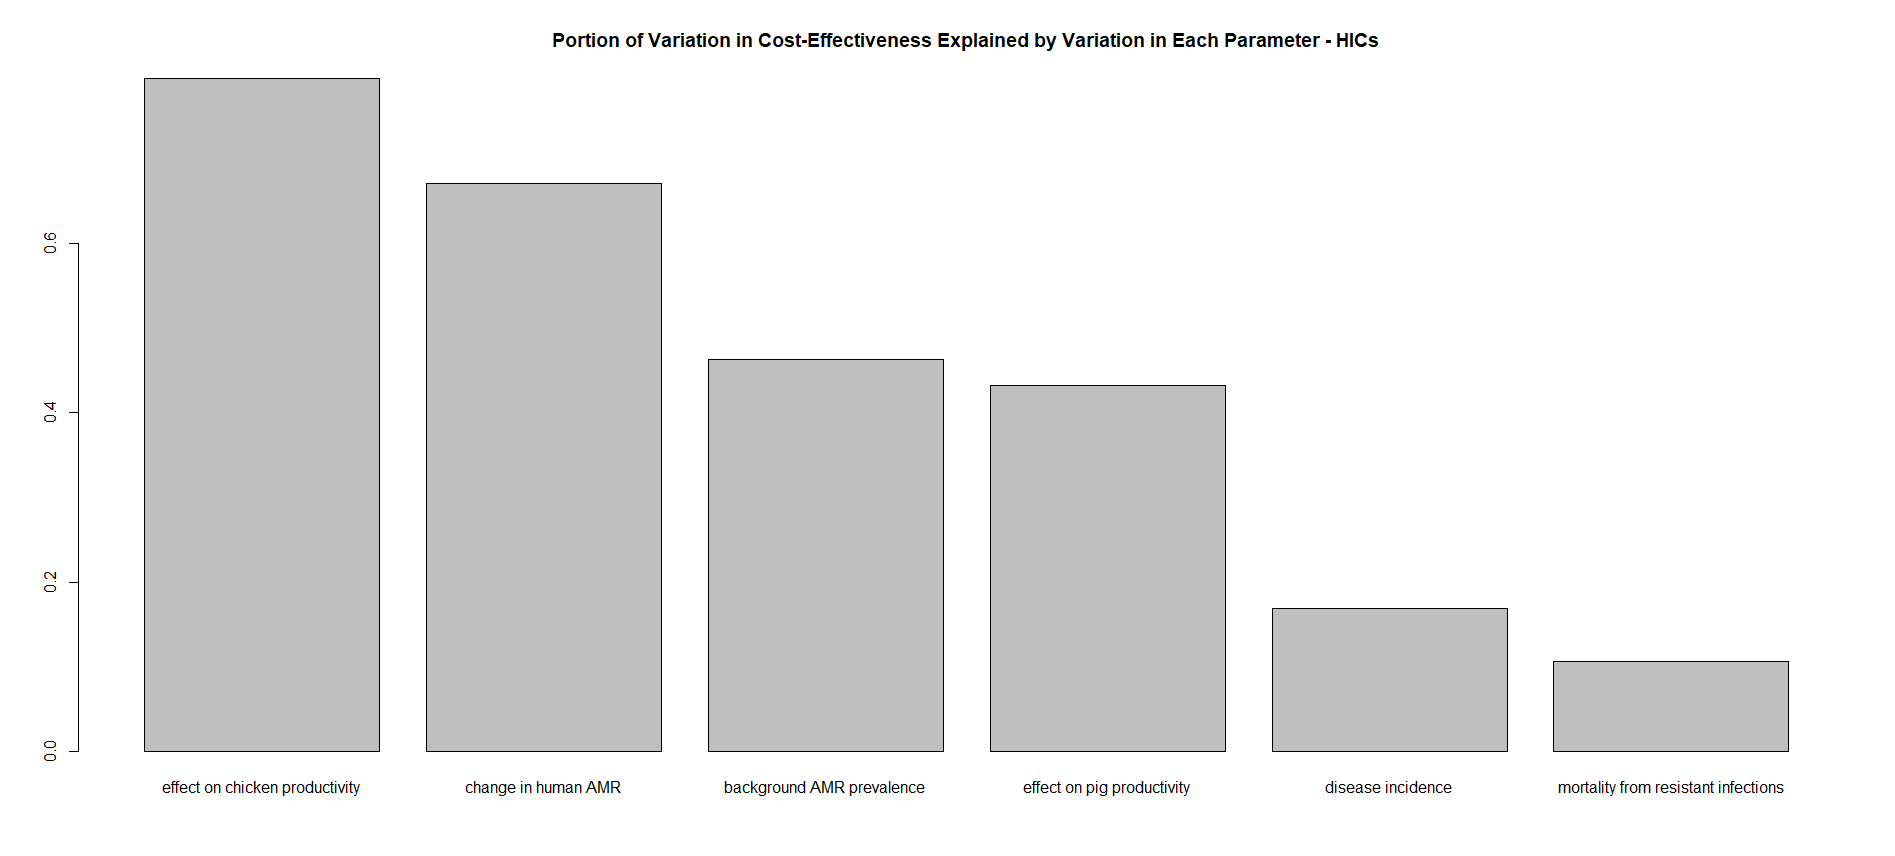 Portion of Variation in Cost-Effectiveness Explained by Variation in Each Parameter - HICs
0.6
0.4
0.2
0.0
effect on chicken productivity
change in human AMR
background AMR prevalence
effect on pig productivity
disease incidence
mortality from resistant infections